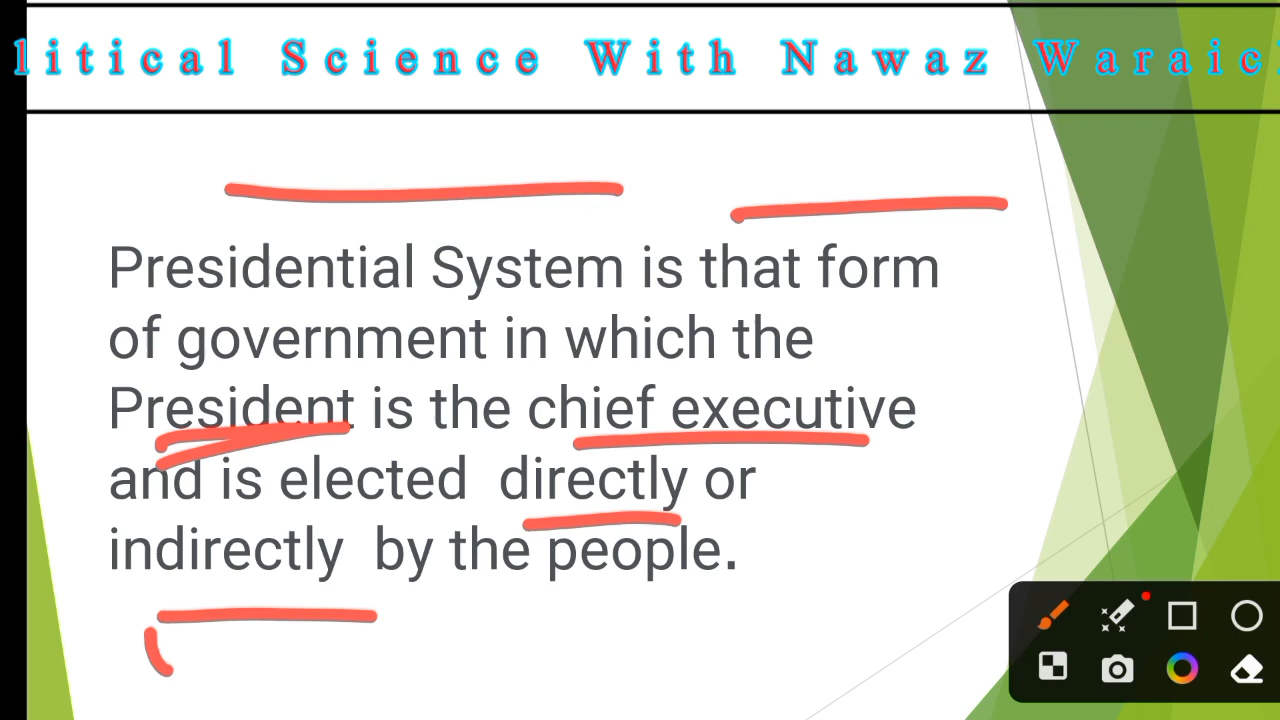 litical Science With Nawaz Waraic
Presidential System is that form
of government in which the
President is the chief executive
and is elected directly or
indirectly by the people.